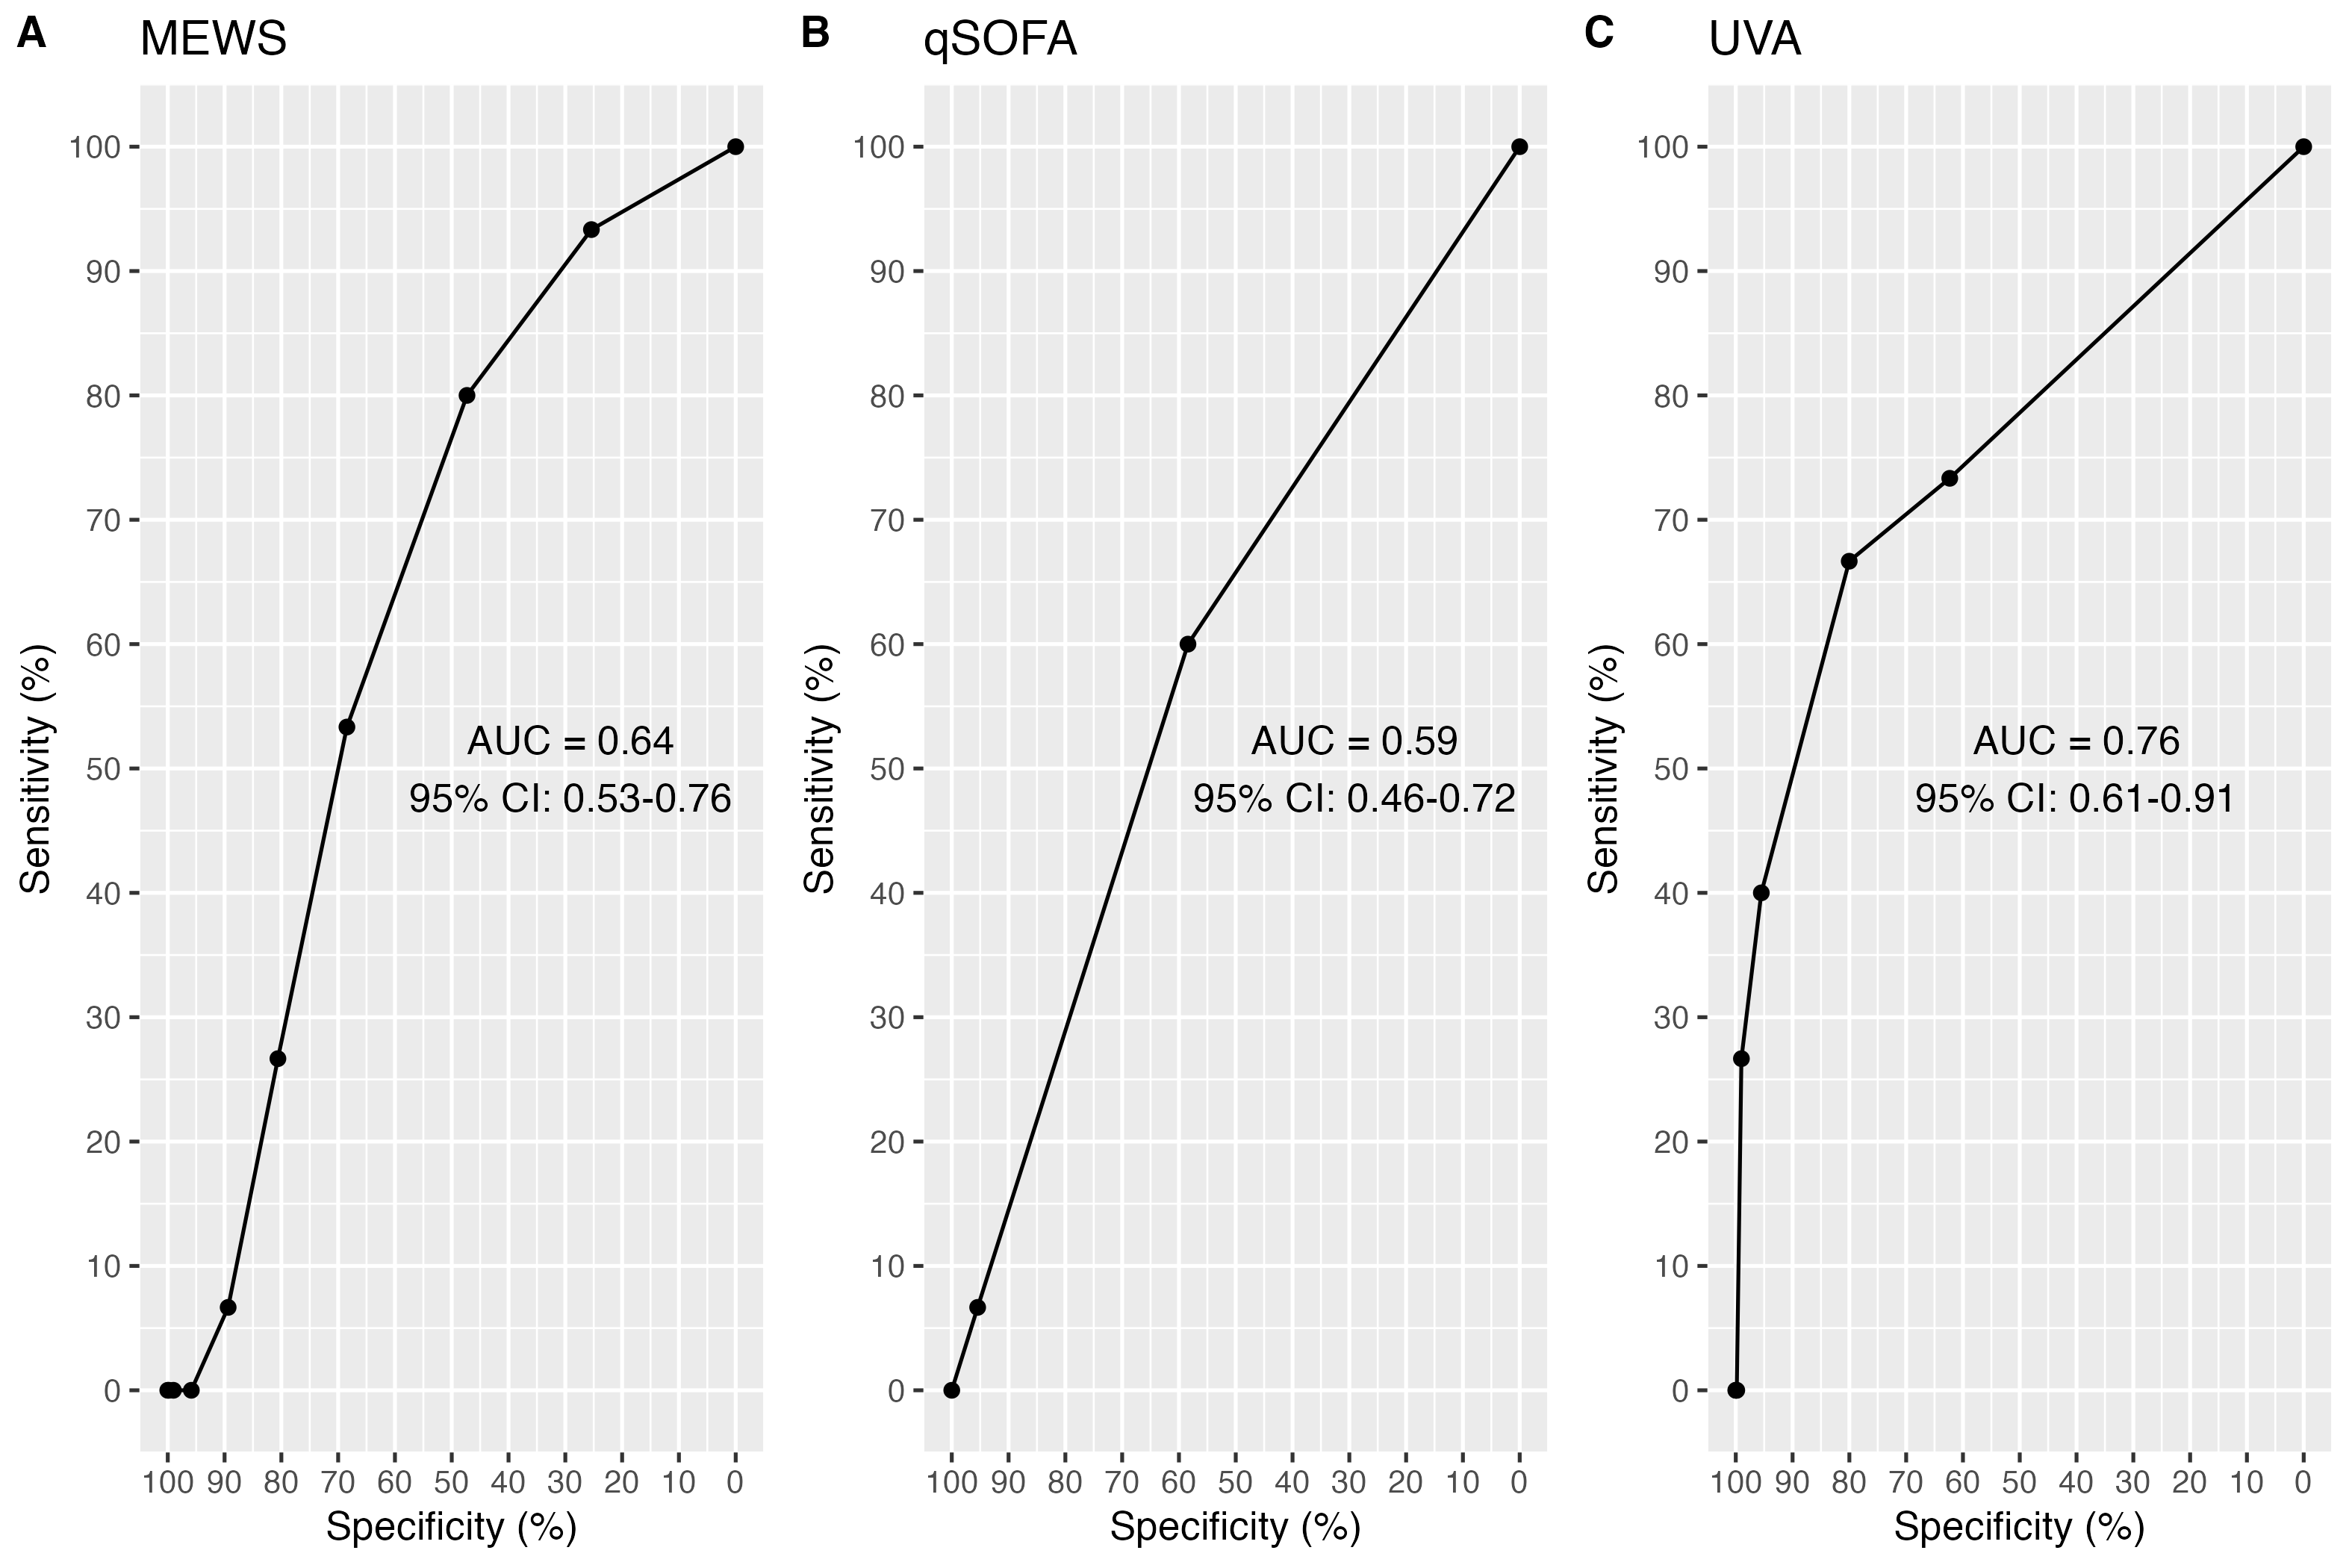 A MEWS
100
90
80
70
60
50
40
30
20
10
0
Sensitivity (%)
AUC = 0.64
95% CI: 0.53-0.76
100 90 80 70 60 50 40 30 20 10 0
Specificity (%)
B qSOFA
100
90
80
70
60
50
40
30
20
10
0
Sensitivity (%)
AUC = 0.59
95% CI: 0.46-0.72
100 90 80 70 60 50 40 30 20 10 0
Specificity (%)
C UVA
100
90
80
70
60
50
40
30
20
10
0
Sensitivity (%)
AUC = 0.76
95% CI: 0.61-0.91
100 90 80 70 60 50 40 30 20 10 0
Specificity (%)